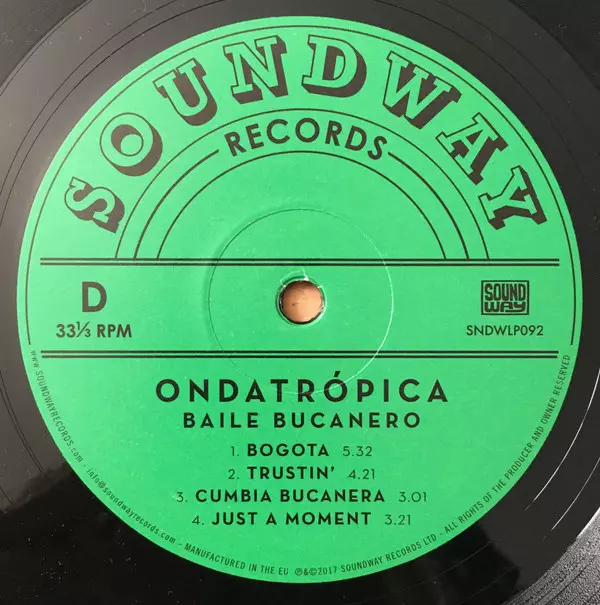 SOUNDWAY
RECORDS
D
33⅓ RPM
SOUND
WAY
SNDWLP092
ONDATRÓPICA
BAILE BUCANERO
1. BOGOTA 5.32
2. TRUSTIN' 4.21
3. CUMBIA BUCANERA 3.01
4. JUST A MOMENT 3.21
www.SOUNDWAYRECORDS.com - info@soundwayrecords.com - MANUFACTURED IN THE EU ℗&©2017 SOUNDWAY RECORDS LTD - ALL RIGHTS OF THE PRODUCER AND OWNER RESERVED